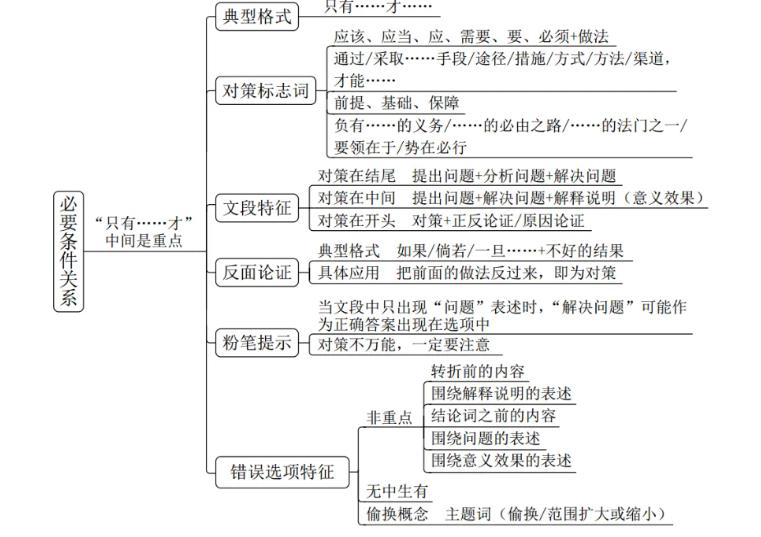 典型格式
只有……才……
应该、应当、应、需要、要、必须+做法
通过/采取……手段/途径/措施/方式/方法/渠道，
才能……
对策标志词
前提、基础、保障
负有……的义务/……的必由之路/……的法门之一/
要领在于/势在必行
必要条件关系
“只有……才”
中间是重点
文段特征
对策在结尾 提出问题+分析问题+解决问题
对策在中间 提出问题+解决问题+解释说明（意义效果）
对策在开头 对策+正反论证/原因论证
反面论证
典型格式 如果/倘若/一旦……+不好的结果
具体应用 把前面的做法反过来，即为对策
粉笔提示
当文段中只出现“问题”表述时，“解决问题”可能作
为正确答案出现在选项中
对策不万能，一定要注意
错误选项特征
非重点
转折前的内容
围绕解释说明的表述
结论词之前的内容
围绕问题的表述
围绕意义效果的表述
无中生有
偷换概念 主题词（偷换/范围扩大或缩小）